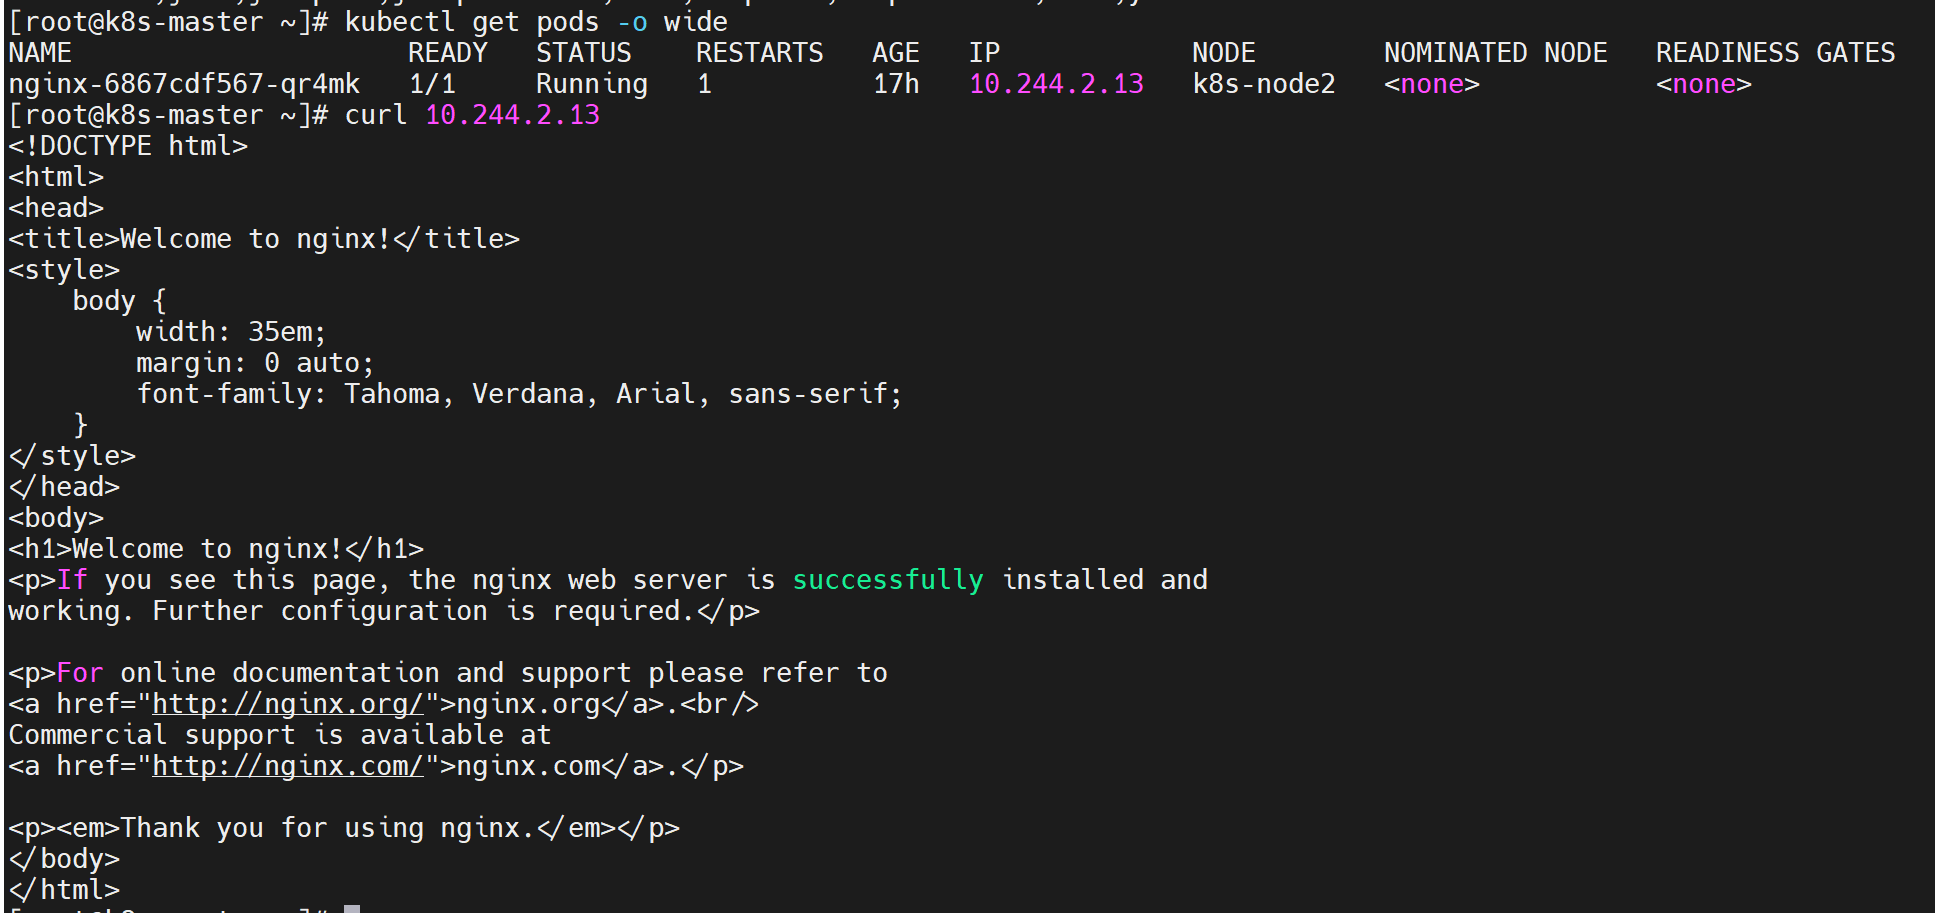 [root@k8s-master ~]# kubectl get pods -o wide
NAME                     READY   STATUS    RESTARTS   AGE   IP            NODE        NOMINATED NODE   READINESS GATES
nginx-6867cdf567-qr4mk   1/1     Running   1          17h   10.244.2.13   k8s-node2   <none>           <none>
[root@k8s-master ~]# curl 10.244.2.13
<!DOCTYPE html>
<html>
<head>
<title>Welcome to nginx!</title>
<style>
    body {
        width: 35em;
        margin: 0 auto;
        font-family: Tahoma, Verdana, Arial, sans-serif;
    }
</style>
</head>
<body>
<h1>Welcome to nginx!</h1>
<p>If you see this page, the nginx web server is successfully installed and
working. Further configuration is required.</p>

<p>For online documentation and support please refer to
<a href="http://nginx.org/">nginx.org</a>.<br/>
Commercial support is available at
<a href="http://nginx.com/">nginx.com</a>.</p>

<p><em>Thank you for using nginx.</em></p>
</body>
</html>